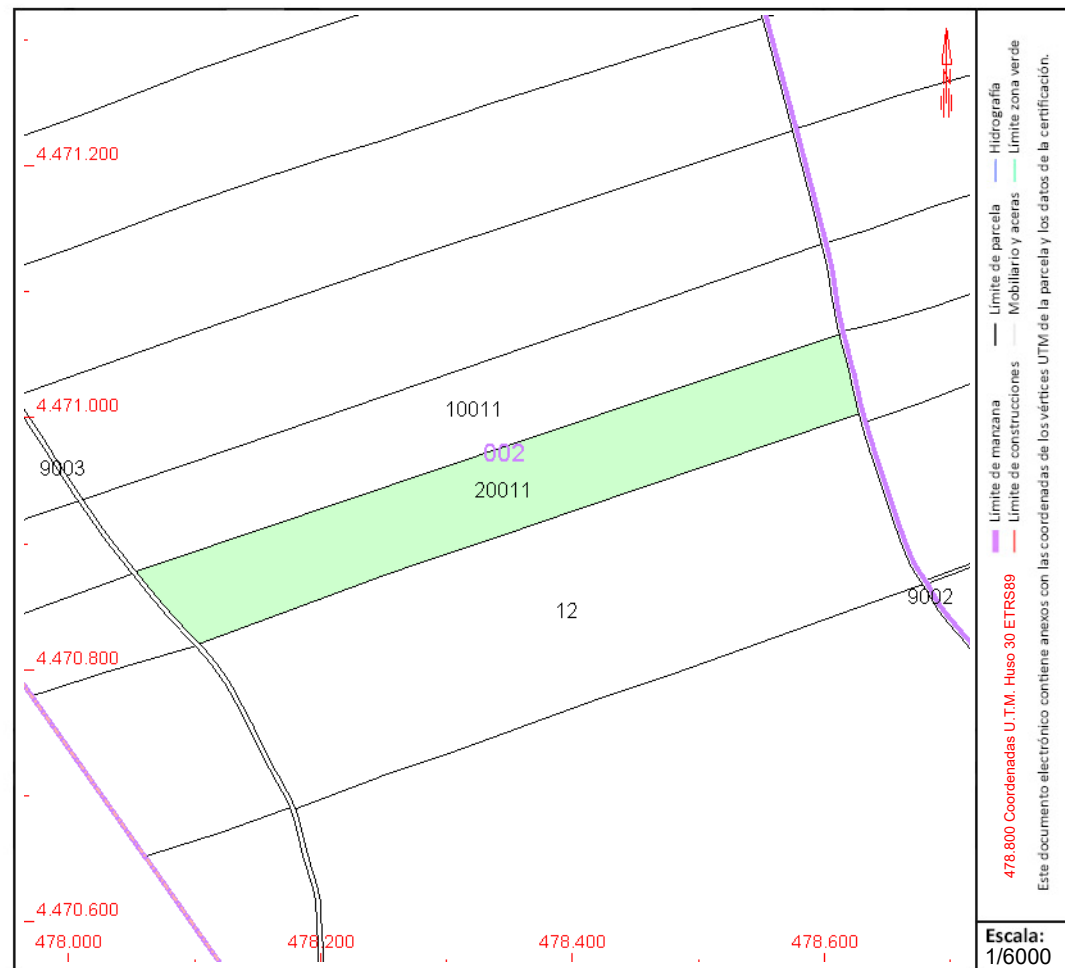 4.471.200
4.471.000
10011
002
9003
20011
9002
12
4.470.800
4.470.600
478.000
478.200
478.400
478.600
N
Límite de manzana
Límite de parcela
Hidrografía
Límite de construcciones
Mobiliario y aceras
Límite zona verde
478.800 Coordenadas U.T.M. Huso 30 ETRS89
Este documento electrónico contiene anexos con las coordenadas de los vértices UTM de la parcela y los datos de la certificación.
Escala:
1/6000